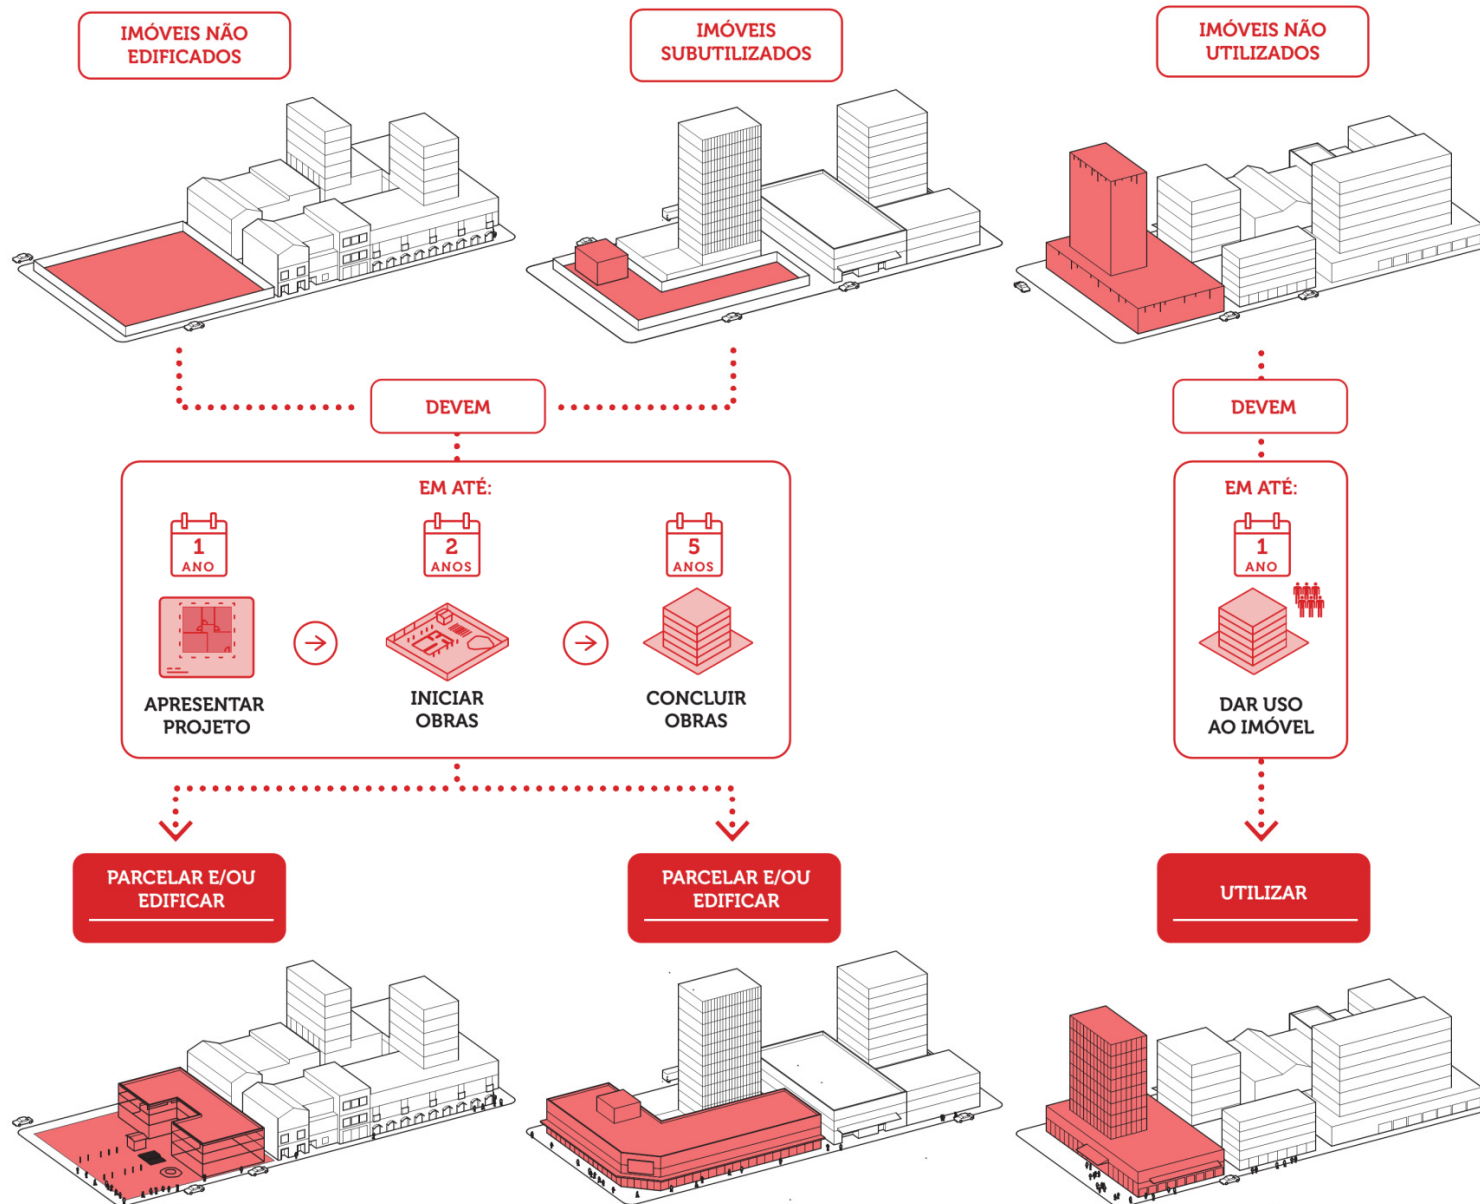 IMÓVEIS NÃO
EDIFICADOS
IMÓVEIS
SUBUTILIZADOS
IMÓVEIS NÃO
UTILIZADOS
DEVEM
DEVEM
EM ATÉ:
1
ANO
2
ANOS
5
ANOS
APRESENTAR
PROJETO
INICIAR
OBRAS
CONCLUIR
OBRAS
EM ATÉ:
1
ANO
DAR USO
AO IMÓVEL
PARCELAR E/OU
EDIFICAR
PARCELAR E/OU
EDIFICAR
UTILIZAR